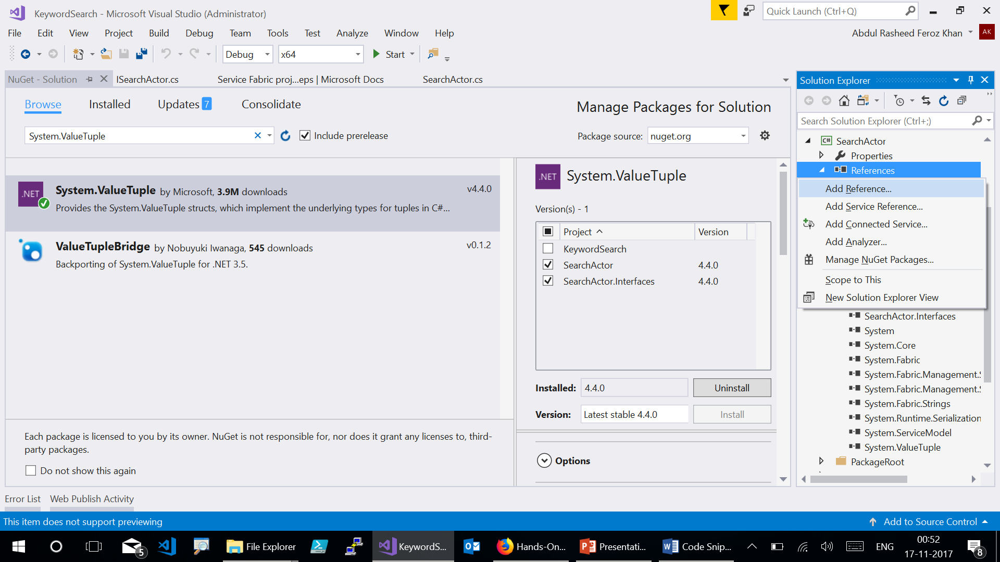 KeywordSearch - Microsoft Visual Studio (Administrator)
Quick Launch (Ctrl+Q)
File Edit View Project Build Debug Team Tools Test Analyze Window Help
Abdul Rasheed Feroz Khan
AK
Debug
x64
Start
NuGet - Solution
ISearchActor.cs
Service Fabric proj...eps | Microsoft Docs
SearchActor.cs
Browse
Installed
Updates 7
Consolidate
Manage Packages for Solution
System.ValueTuple
Include prerelease
Package source: nuget.org
.NET
System.ValueTuple by Microsoft, 3.9M downloads
v4.4.0
Provides the System.ValueTuple structs, which implement the underlying types for tuples in C#...
ValueTupleBridge by Nobuyuki Iwanaga, 545 downloads
v0.1.2
Backporting of System.ValueTuple for .NET 3.5.
Each package is licensed to you by its owner. NuGet is not responsible for, nor does it grant any licenses to, third-
party packages.
Do not show this again
.NET
System.ValueTuple
Version(s) - 1
Project Version
KeywordSearch
SearchActor 4.4.0
SearchActor.Interfaces 4.4.0
Installed: 4.4.0 Uninstall
Version: Latest stable 4.4.0 Install
Options
Solution Explorer
Search Solution Explorer (Ctrl+;)
C# SearchActor
Properties
References
Add Reference...
Add Service Reference...
Add Connected Service...
Add Analyzer...
Manage NuGet Packages...
Scope to This
New Solution Explorer View
SearchActor.Interfaces
System
System.Core
System.Fabric
System.Fabric.Management.S
System.Fabric.Management.S
System.Fabric.Strings
System.Runtime.Serialization
System.ServiceModel
System.ValueTuple
PackageRoot
Error List
Web Publish Activity
This item does not support previewing
Add to Source Control
5
File Explorer
KeywordS...
Hands-On...
Presentati...
Code Snip...
ENG
00:52
17-11-2017
8